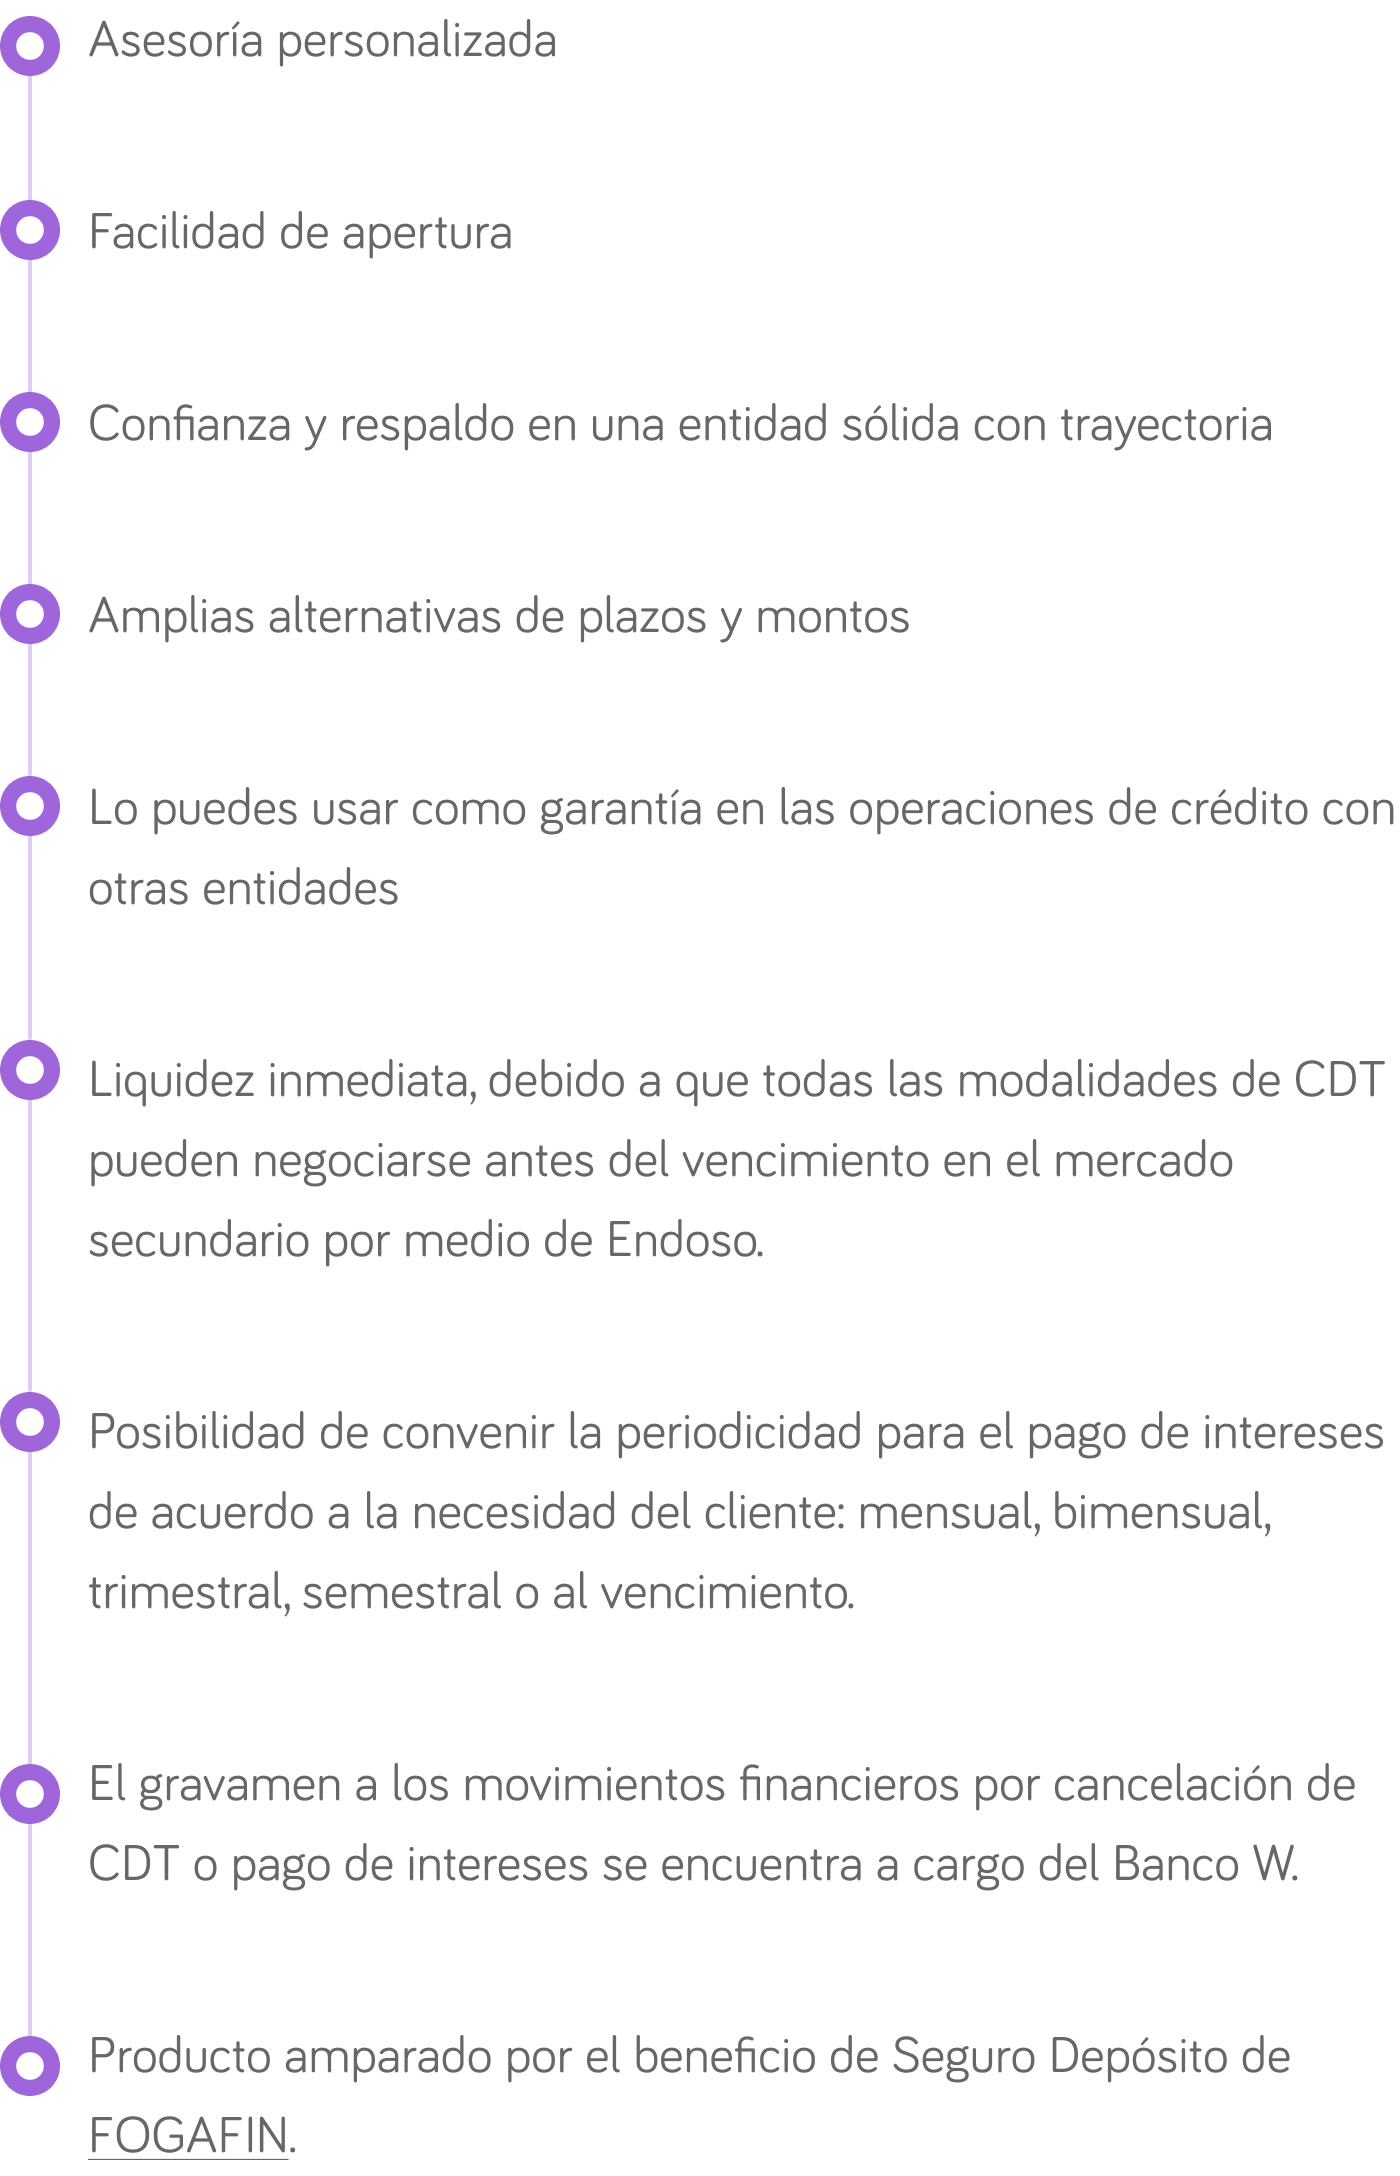 Asesoría personalizada
Facilidad de apertura
Confianza y respaldo en una entidad sólida con trayectoria
Amplias alternativas de plazos y montos
Lo puedes usar como garantía en las operaciones de crédito con
otras entidades
Liquidez inmediata, debido a que todas las modalidades de CDT
pueden negociarse antes del vencimiento en el mercado
secundario por medio de Endoso.
Posibilidad de convenir la periodicidad para el pago de intereses
de acuerdo a la necesidad del cliente: mensual, bimensual,
trimestral, semestral o al vencimiento.
El gravamen a los movimientos financieros por cancelación de
CDT o pago de intereses se encuentra a cargo del Banco W.
Producto amparado por el beneficio de Seguro Depósito de
FOGAFIN.